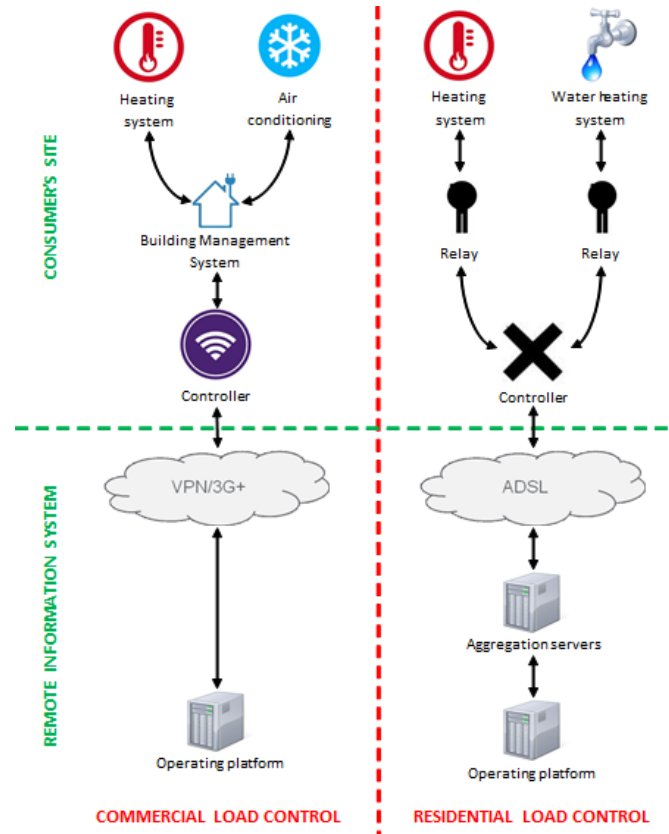 CONSUMER'S SITE
Heating
system
Air
conditioning
Building Management
System
Controller
Heating
system
Water heating
system
Relay
Relay
Controller
REMOTE INFORMATION SYSTEM
VPN/3G+
Operating platform
ADSL
Aggregation servers
Operating platform
COMMERCIAL LOAD CONTROL
RESIDENTIAL LOAD CONTROL